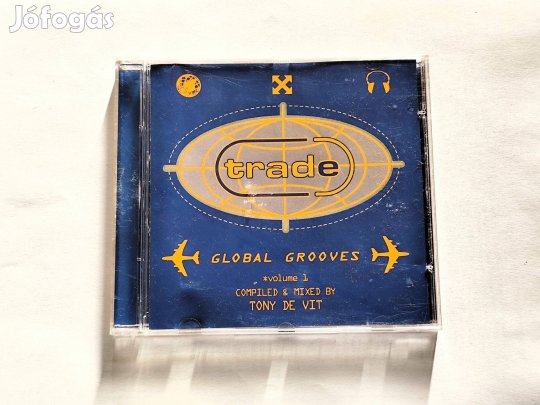 Jófogás
trade
GLOBAL GROOVES
*volume 1
COMPILED & MIXED BY
TONY DE VIT